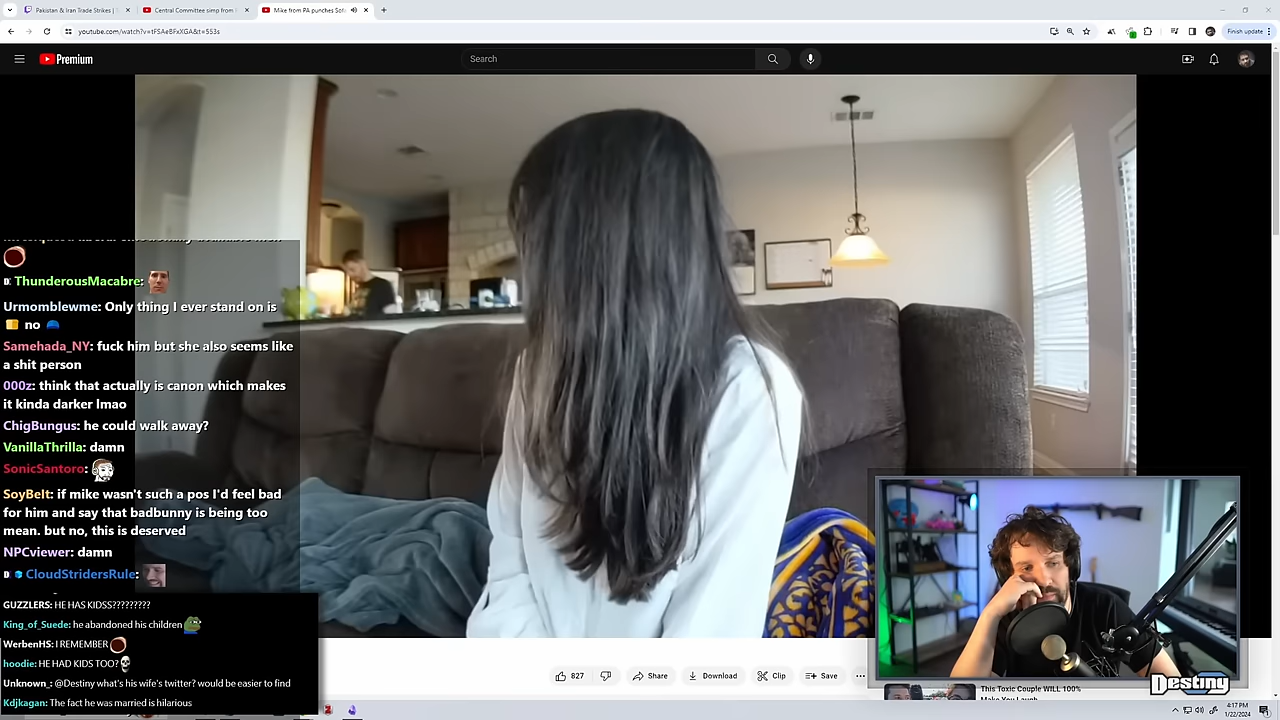 Pakistan & Iran Trade Strikes |
Central Committee simp from
Mike from PA punches Sofi
youtube.com/watch?v=tFSAeBFxXGA&t=553s
Finish update
Premium
Search
ThunderousMacabre:
Urmomblewme: Only thing I ever stand on is
no
Samehada_NY: fuck him but she also seems like
a shit person
000z: think that actually is canon which makes
it kinda darker lmao
ChigBungus: he could walk away?
VanillaThrilla: damn
SonicSantoro:
SoyBelt: if mike wasn't such a pos I'd feel bad
for him and say that badbunny is being too
mean. but no, this is deserved
NPCviewer: damn
CloudStridersRule:
GUZZLERS: HE HAS KIDSS?????????
King_of_Suede: he abandoned his children
WerbenHS: I REMEMBER
hoodie: HE HAD KIDS TOO?
Unknown_: @Destiny what's his wife's twitter? would be easier to find
Kdjkagan: The fact he was married is hilarious
827
Share
Download
Clip
Save
Destiny
This Toxic Couple WILL 100%
Make You Laugh
4:17 PM
1/22/2024